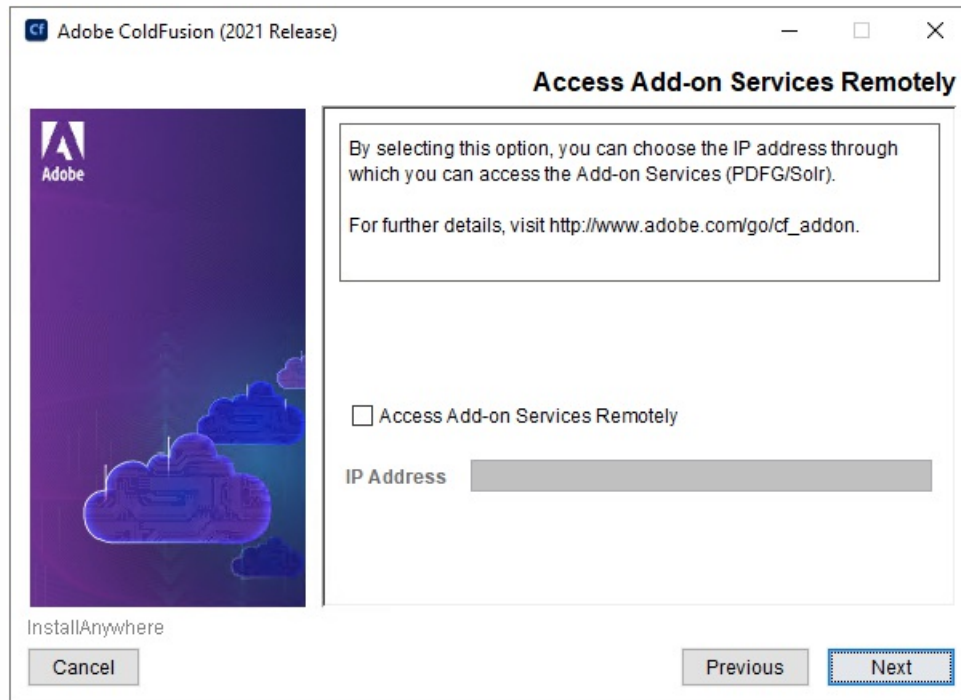 Cf Adobe ColdFusion (2021 Release)
Access Add-on Services Remotely
Adobe
By selecting this option, you can choose the IP address through
which you can access the Add-on Services (PDFG/Solr).
For further details, visit http://www.adobe.com/go/cf_addon.
Access Add-on Services Remotely
IP Address
InstallAnywhere
Cancel Previous Next